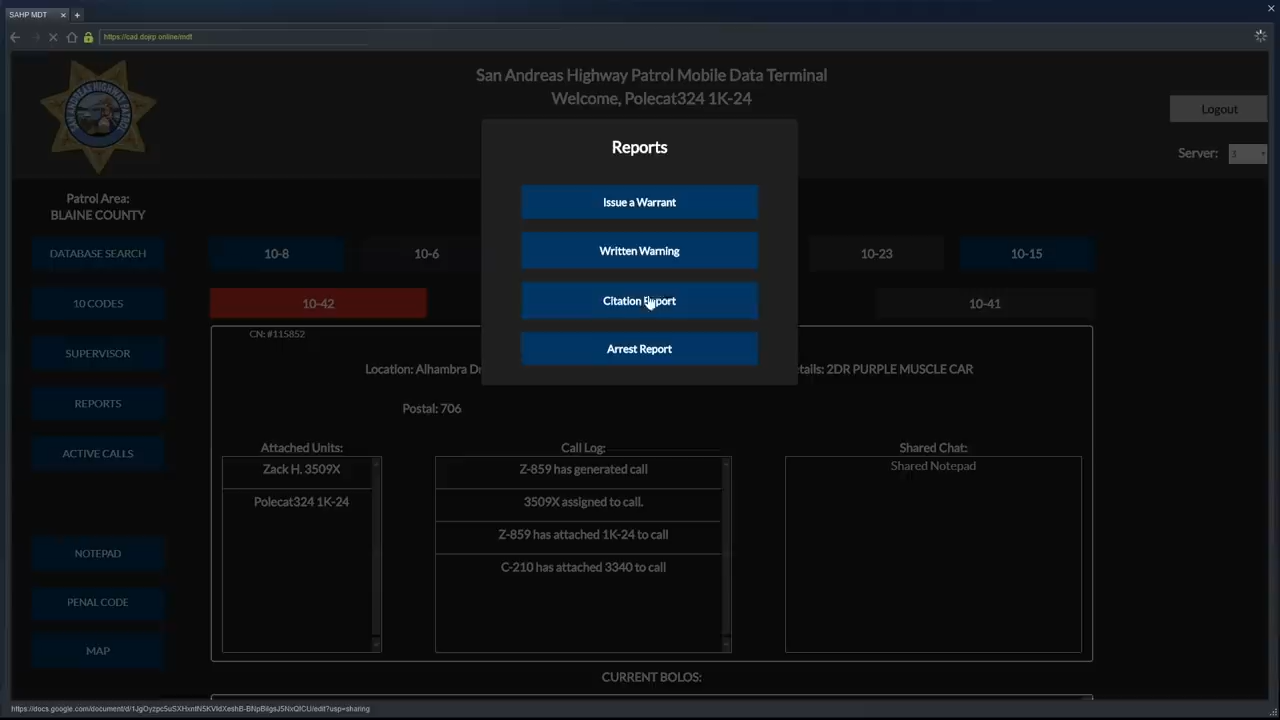 SAHP MDT
https://cad.dojrp.online/mdt
San Andreas Highway Patrol Mobile Data Terminal
Welcome, Polecat324 1K-24
Logout
Server: 3
Reports
Issue a Warrant
Written Warning
Citation Report
Arrest Report
Patrol Area:
BLAINE COUNTY
DATABASE SEARCH
10 CODES
SUPERVISOR
REPORTS
ACTIVE CALLS
NOTEPAD
PENAL CODE
MAP
10-8
10-6
10-23
10-15
10-42
10-41
CN: #115852
Location: Alhambra Dr
tails: 2DR PURPLE MUSCLE CAR
Postal: 706
Attached Units:
Zack H, 3509X
Polecat324 1K-24
Call Log:
Z-859 has generated call
3509X assigned to call.
Z-859 has attached 1K-24 to call
C-210 has attached 3340 to call
Shared Chat:
Shared Notepad
CURRENT BOLOS: